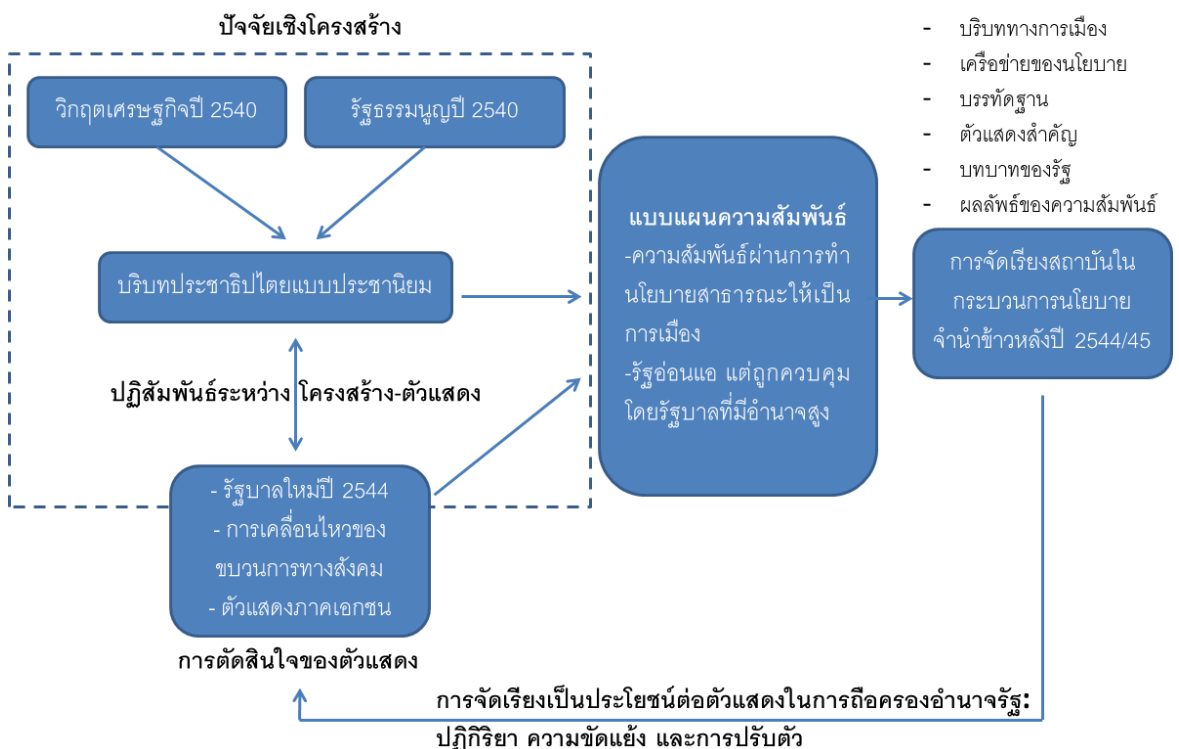 ปัจจัยเชิงโครงสร้าง
วิกฤตเศรษฐกิจปี 2540
รัฐธรรมนูญปี 2540
บริบทประชาธิปไตยแบบประชานิยม
ปฏิสัมพันธ์ระหว่าง โครงสร้าง-ตัวแสดง
- รัฐบาลใหม่ปี 2544
- การเคลื่อนไหวของ
ขบวนการทางสังคม
- ตัวแสดงภาคเอกชน
การตัดสินใจของตัวแสดง
แบบแผนความสัมพันธ์
-ความสัมพันธ์ผ่านการทำ
นโยบายสาธารณะให้เป็น
การเมือง
-รัฐอ่อนแอ แต่ถูกควบคุม
โดยรัฐบาลที่มีอำนาจสูง
- บริบททางการเมือง
- เครือข่ายของนโยบาย
- บรรทัดฐาน
- ตัวแสดงสำคัญ
- บทบาทของรัฐ
- ผลลัพธ์ของความสัมพันธ์
การจัดเรียงสถาบันใน
กระบวนการนโยบาย
จำนำข้าวหลังปี 2544/45
การจัดเรียงเป็นประโยชน์ต่อตัวแสดงในการถือครองอำนาจรัฐ:
ปฏิกิริยา ความขัดแย้ง และการปรับตัว